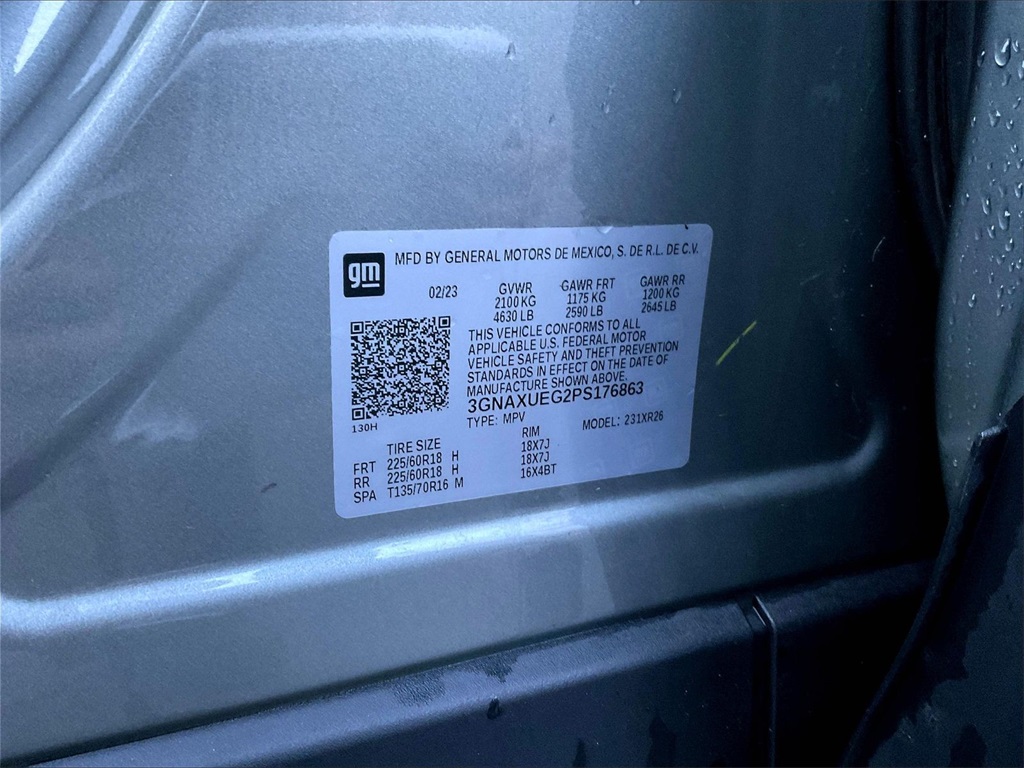 gm
MFD BY GENERAL MOTORS DE MEXICO, S. DE R.L. DE C.V.
02/23 GVWR GAWR FRT GAWR RR
2100 KG 1175 KG 1200 KG
4630 LB 2590 LB 2645 LB
THIS VEHICLE CONFORMS TO ALL
APPLICABLE U.S. FEDERAL MOTOR
VEHICLE SAFETY AND THEFT PREVENTION
STANDARDS IN EFFECT ON THE DATE OF
MANUFACTURE SHOWN ABOVE.
3GNAXUEG2PS176863
TYPE: MPV MODEL: 231XR26
130H
TIRE SIZE RIM
FRT 225/60R18 H 18X7J
RR 225/60R18 H 18X7J
SPA T135/70R16 M 16X4BT